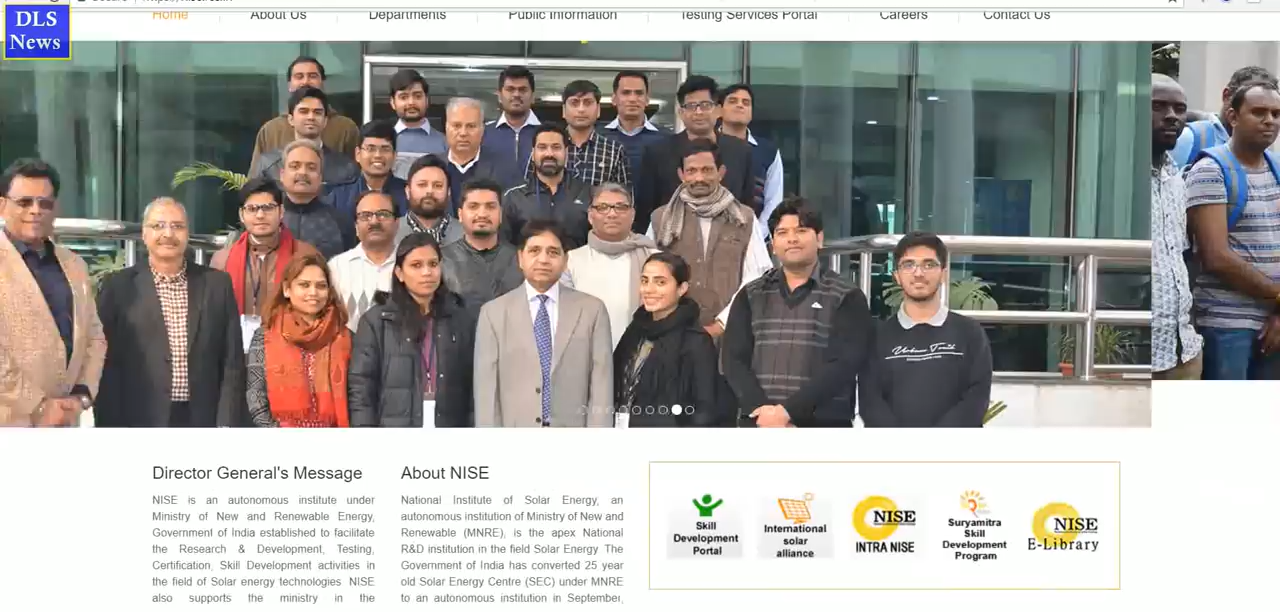 DLS
News
Home
About Us
Departments
Public Information
Testing Services Portal
Careers
Contact Us
Director General's Message
NISE is an autonomous institute under
Ministry of New and Renewable Energy,
Government of India established to facilitate
the Research & Development, Testing,
Certification, Skill Development activities in
the field of Solar energy technologies. NISE
also supports the ministry in the
About NISE
National Institute of Solar Energy, an
autonomous institution of Ministry of New and
Renewable (MNRE), is the apex National
R&D institution in the field Solar Energy. The
Government of India has converted 25 year
old Solar Energy Centre (SEC) under MNRE
to an autonomous institution in September,
Skill
Development
Portal
International
solar
alliance
NISE
INTRA NISE
Suryamitra
Skill
Development
Program
NISE
E-Library